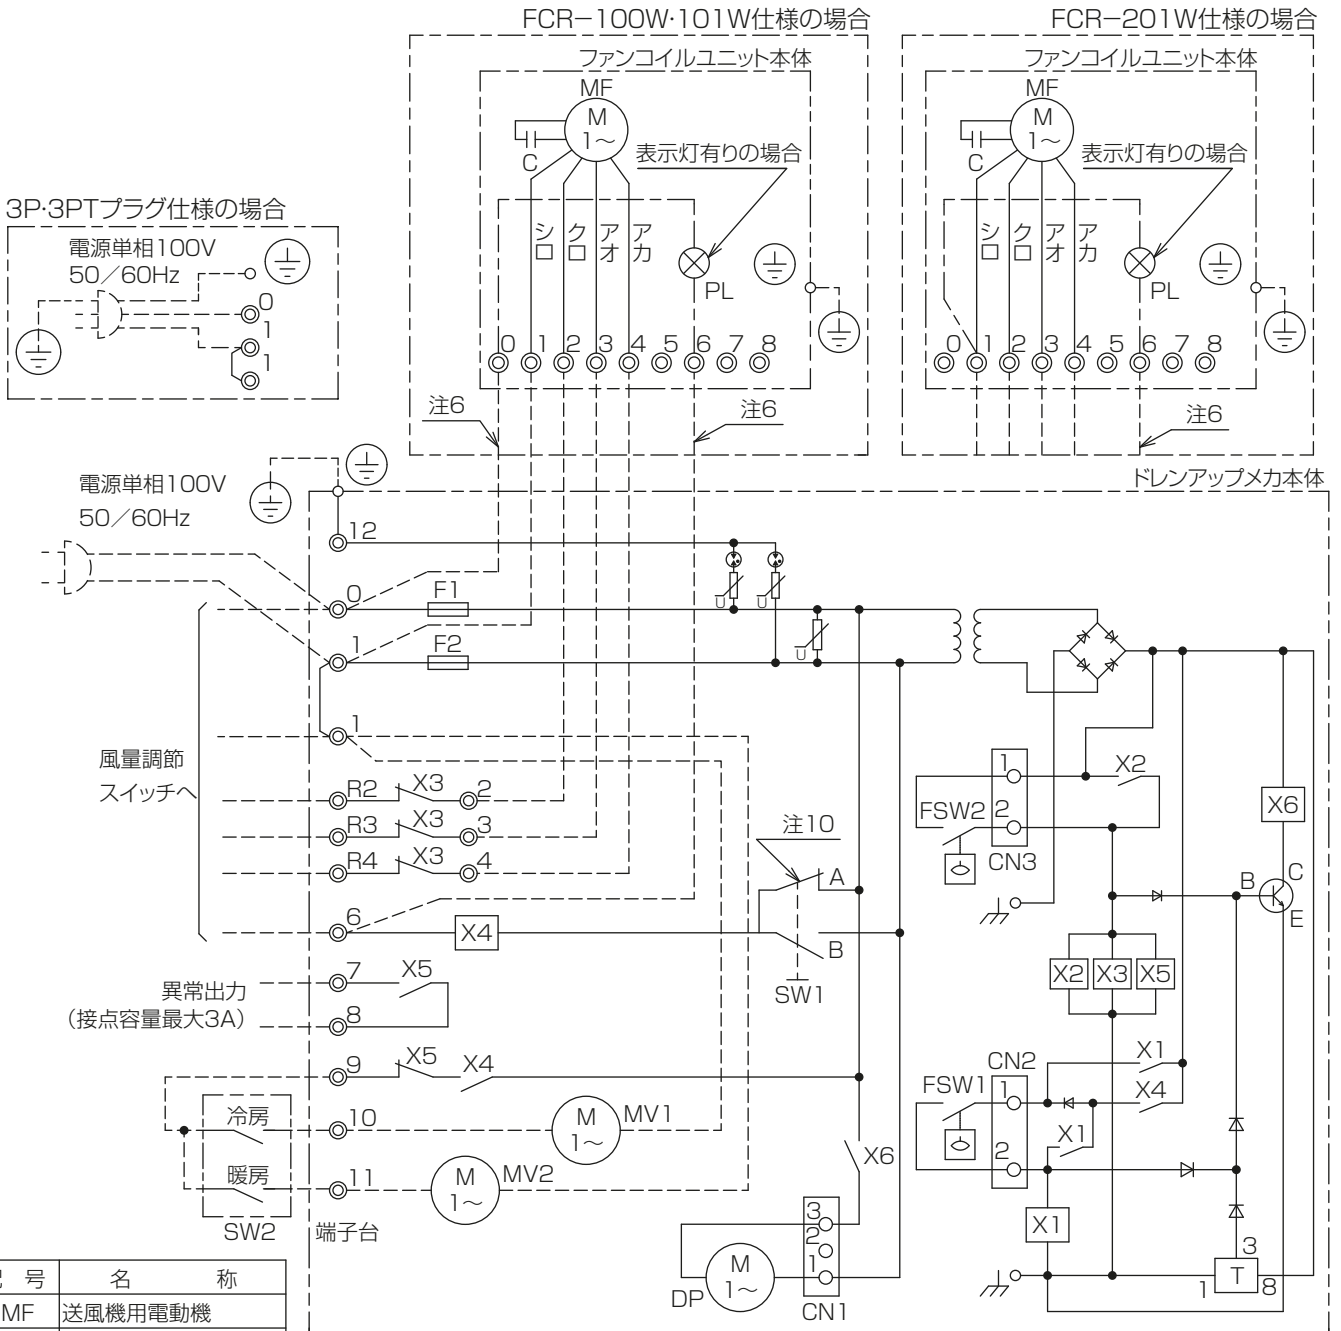 FCR-100W·101W仕様の場合
FCR-201W仕様の場合
ファンコイルユニット本体
ファンコイルユニット本体
MF
M
1~
C
表示灯有りの場合
シロ
クロ
アオ
アカ
PL
0 1 2 3 4 5 6 7 8
注6
注6
MF
M
1~
C
表示灯有りの場合
シロ
クロ
アオ
アカ
PL
0 1 2 3 4 5 6 7 8
注6
3P·3PTプラグ仕様の場合
電源単相100V
50/60Hz
0
1
1
電源単相100V
50/60Hz
ドレンアップメカ本体
12
0
F1
U
U
1
F2
U
1
風量調節
スイッチへ
R2 X3 2
R3 X3 3
R4 X3 4
6
X4
注10
A
B
SW1
異常出力
(接点容量最大3A)
7
X5
8
9
X5
X4
冷房
10
M
1~
MV1
暖房
11
M
1~
MV2
SW2
端子台
X6
3
2
1
M
1~
DP
CN1
1
X2
FSW2
2
CN3
X6
B
C
E
X2
X3
X5
CN2
X1
FSW1
1
X4
X1
2
X1
3
T
1
8
号
名 称
MF
送風機用電動機